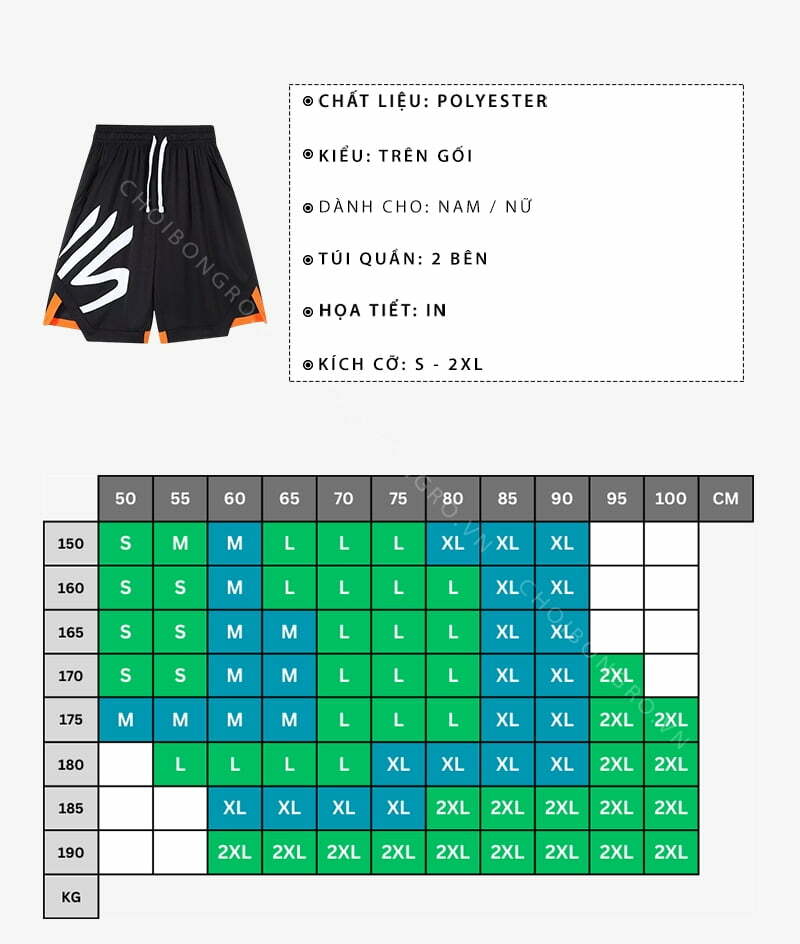 CHẤT LIỆU: POLYESTER
KIỂU: TRÊN GỐI
DÀNH CHO: NAM / NỮ
TÚI QUẦN: 2 BÊN
HỌA TIẾT: IN
KÍCH CỠ: S - 2XL
CHOIBONGRO
50 55 60 65 70 75 80 85 90 95 100 CM
150 S M M L L L XL XL XL
160 S S M L L L L XL XL
165 S S M M L L L XL XL
170 S S M M L L L XL XL 2XL
175 M M M M L L L XL XL 2XL 2XL
180 L L L L XL XL XL XL 2XL 2XL
185 XL XL XL XL 2XL 2XL 2XL 2XL 2XL
190 2XL 2XL 2XL 2XL 2XL 2XL 2XL 2XL 2XL
KG
GRO.VN
CHOIBONGRO.VN